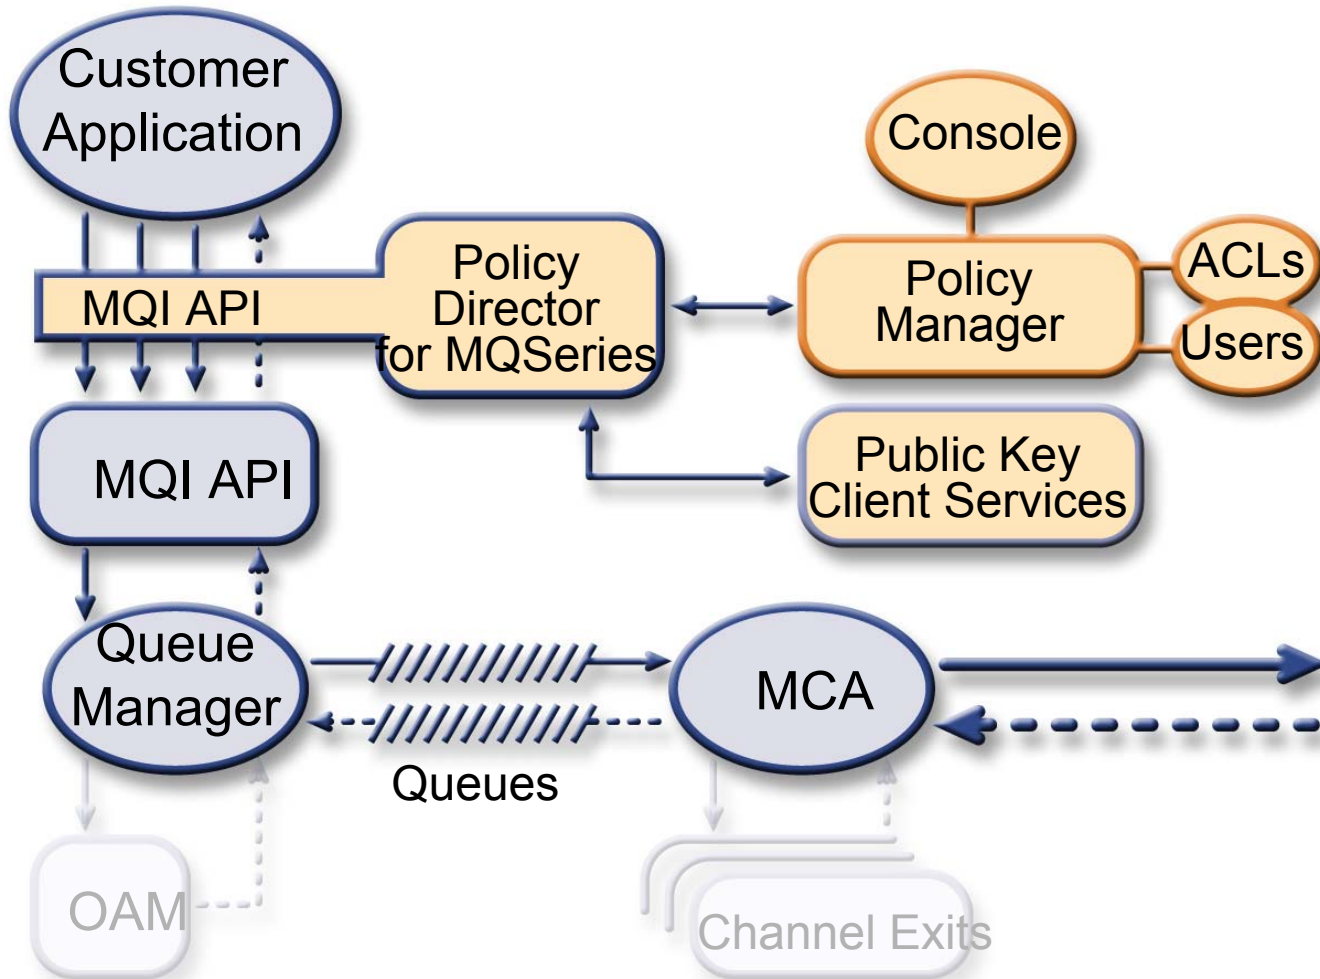 Customer
Application
Console
Policy
Director
for MQSeries
MQI API
Policy
Manager
ACLs
Users
MQI API
Public Key
Client Services
Queue
Manager
MCA
Queues
OAM
Channel Exits